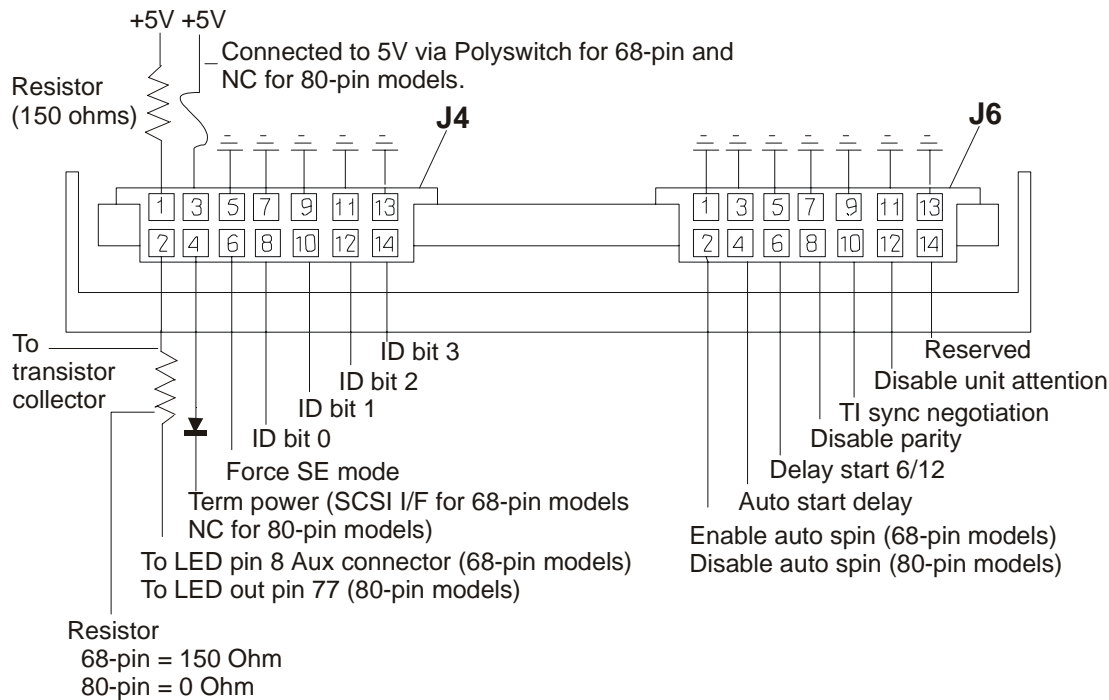 +5V +5V
Connected to 5V via Polyswitch for 68-pin and
NC for 80-pin models.
Resistor
(150 ohms)
J4
J6
1 3 5 7 9 11 13
2 4 6 8 10 12 14
1 3 5 7 9 11 13
2 4 6 8 10 12 14
To
transistor
collector
ID bit 3
ID bit 2
ID bit 1
ID bit 0
Force SE mode
Term power (SCSI I/F for 68-pin models
NC for 80-pin models)
To LED pin 8 Aux connector (68-pin models)
To LED out pin 77 (80-pin models)
Resistor
68-pin = 150 Ohm
80-pin = 0 Ohm
Reserved
Disable unit attention
TI sync negotiation
Disable parity
Delay start 6/12
Auto start delay
Enable auto spin (68-pin models)
Disable auto spin (80-pin models)